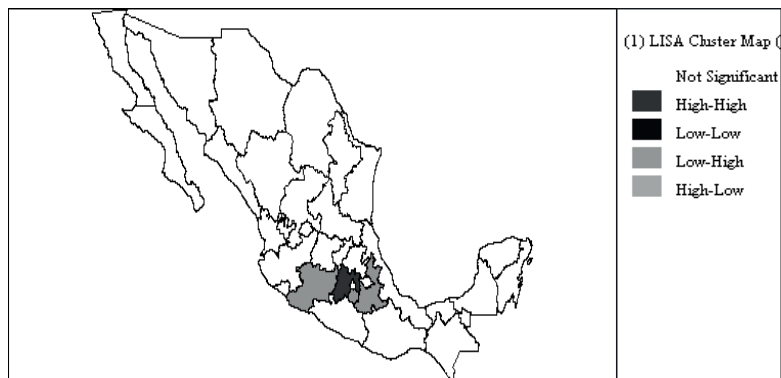 (1) LISA Cluster Map (
Not Significant
High-High
Low-Low
Low-High
High-Low